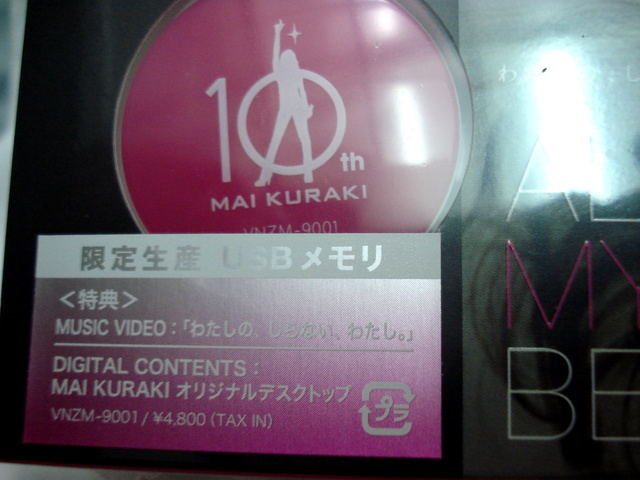 10th
MAI KURAKI
VNZM-9001
限定生産 USBメモリ
<特典>
MUSIC VIDEO:「わたしの、しらない、わたし。」
DIGITAL CONTENTS:
MAI KURAKI オリジナルデスクトップ
VNZM-9001 / ¥4,800 (TAX IN)
プラ
AL
MY
BE